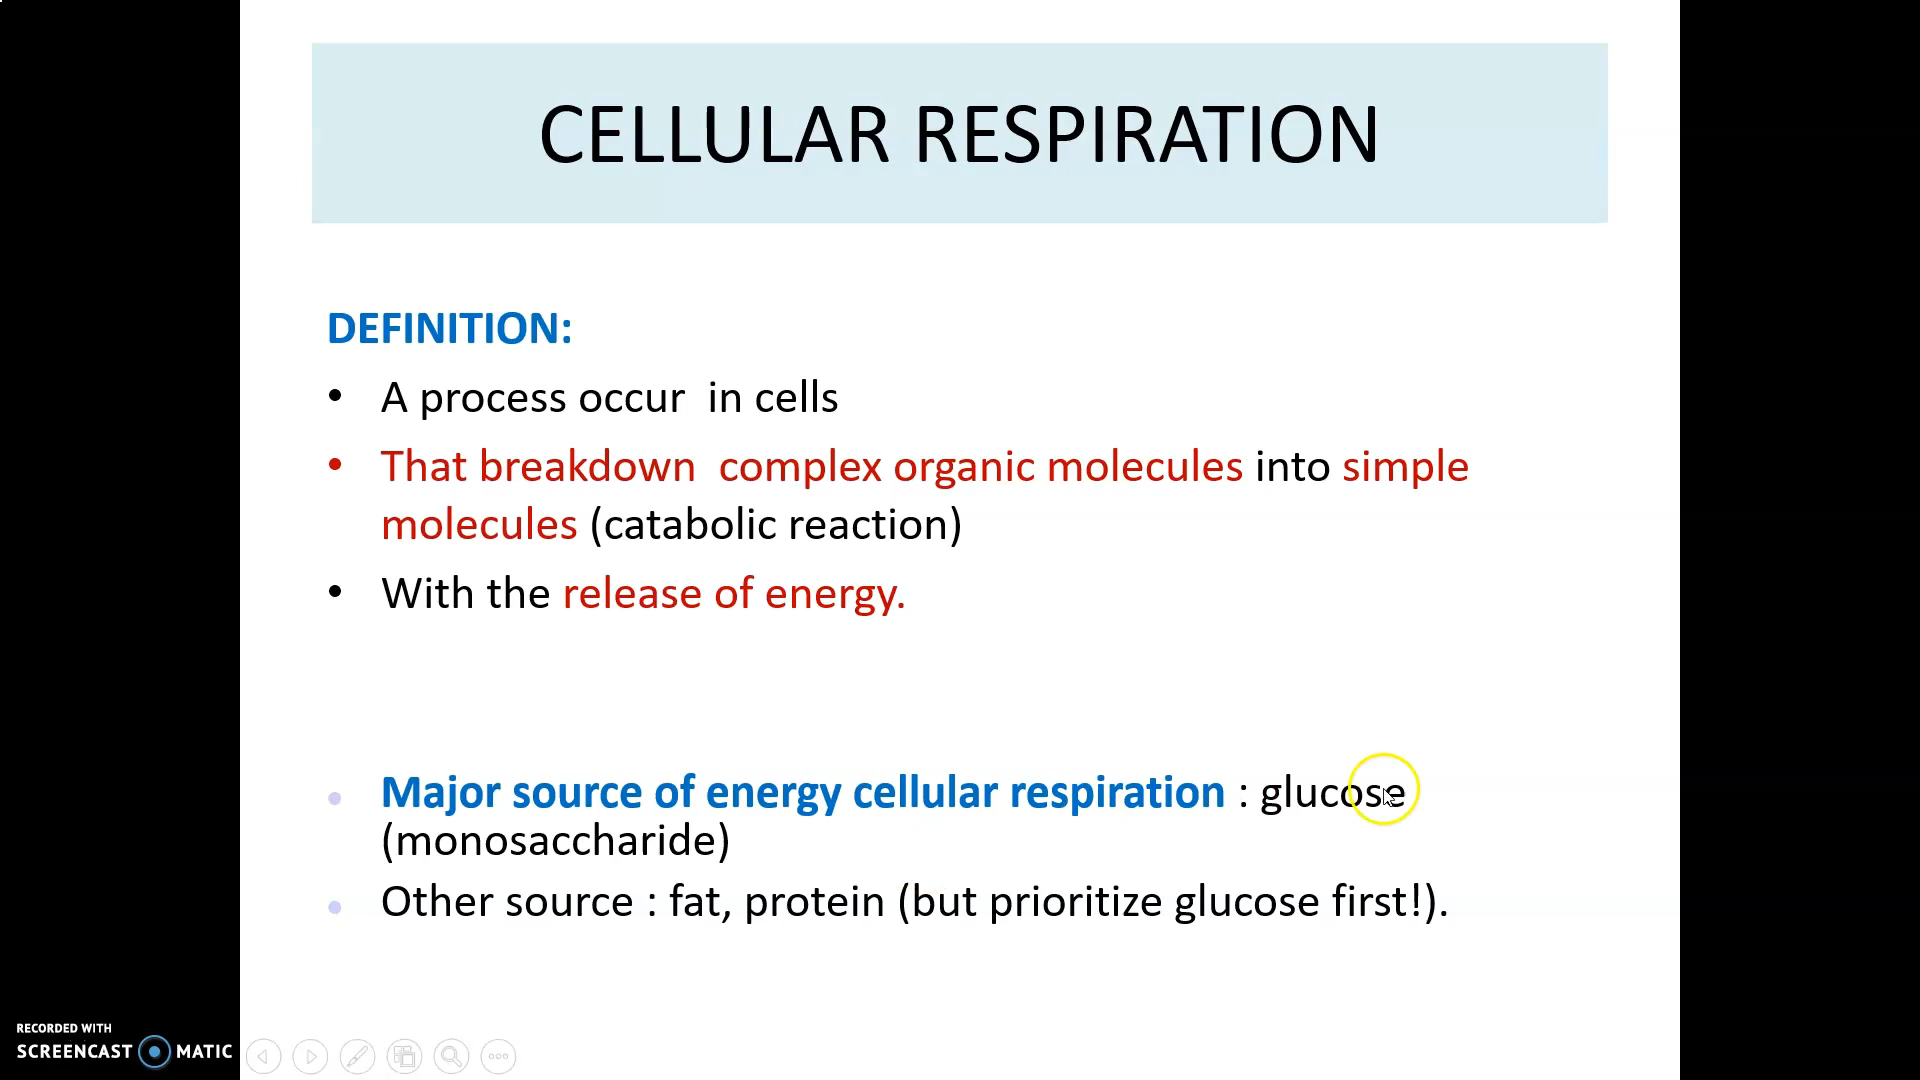 CELLULAR RESPIRATION
DEFINITION:
• A process occur  in cells
• That breakdown  complex organic molecules into simple
molecules (catabolic reaction)
• With the release of energy.
• Major source of energy cellular respiration : glucose
(monosaccharide)
• Other source : fat, protein (but prioritize glucose first!).
RECORDED WITH
SCREENCAST MATIC